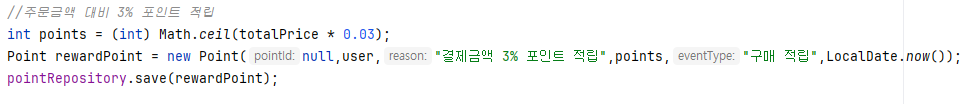 //주문금액 대비 3% 포인트 적립
int points = (int) Math.ceil(totalPrice * 0.03);
Point rewardPoint = new Point( pointId: null,user, reason: "결제금액 3% 포인트 적립",points, eventType: "구매 적립",LocalDate.now());
pointRepository.save(rewardPoint);